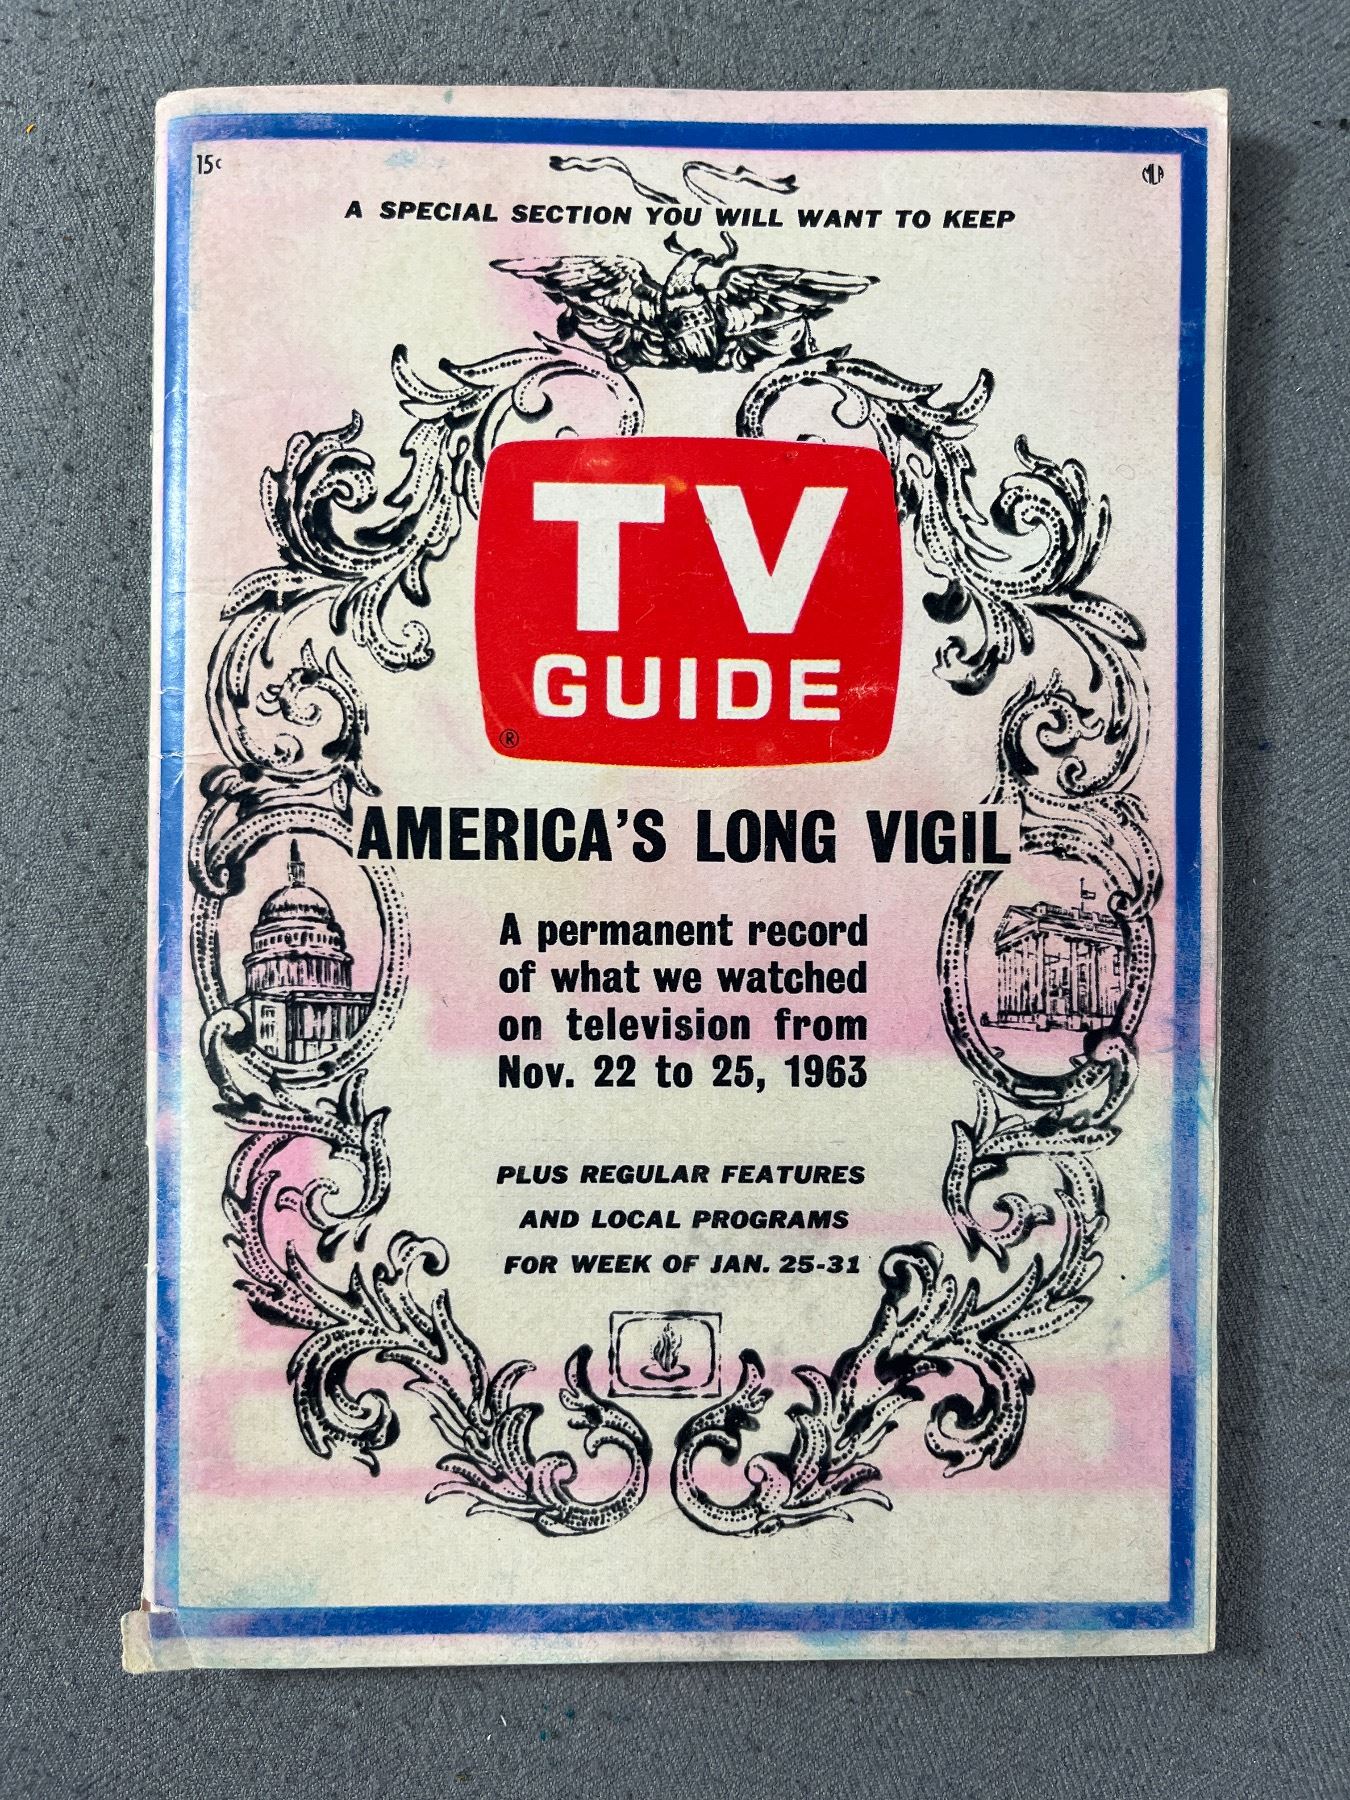 15¢
MLA
A SPECIAL SECTION YOU WILL WANT TO KEEP
TV
GUIDE
®
AMERICA'S LONG VIGIL
A permanent record
of what we watched
on television from
Nov. 22 to 25, 1963
PLUS REGULAR FEATURES
AND LOCAL PROGRAMS
FOR WEEK OF JAN. 25-31